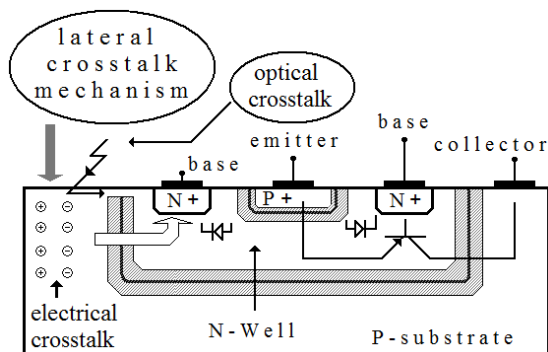 lateral
crosstalk
mechanism
optical
crosstalk
base
emitter
base
collector
N+
P+
N+
electrical
crosstalk
N-Well
P-substrate